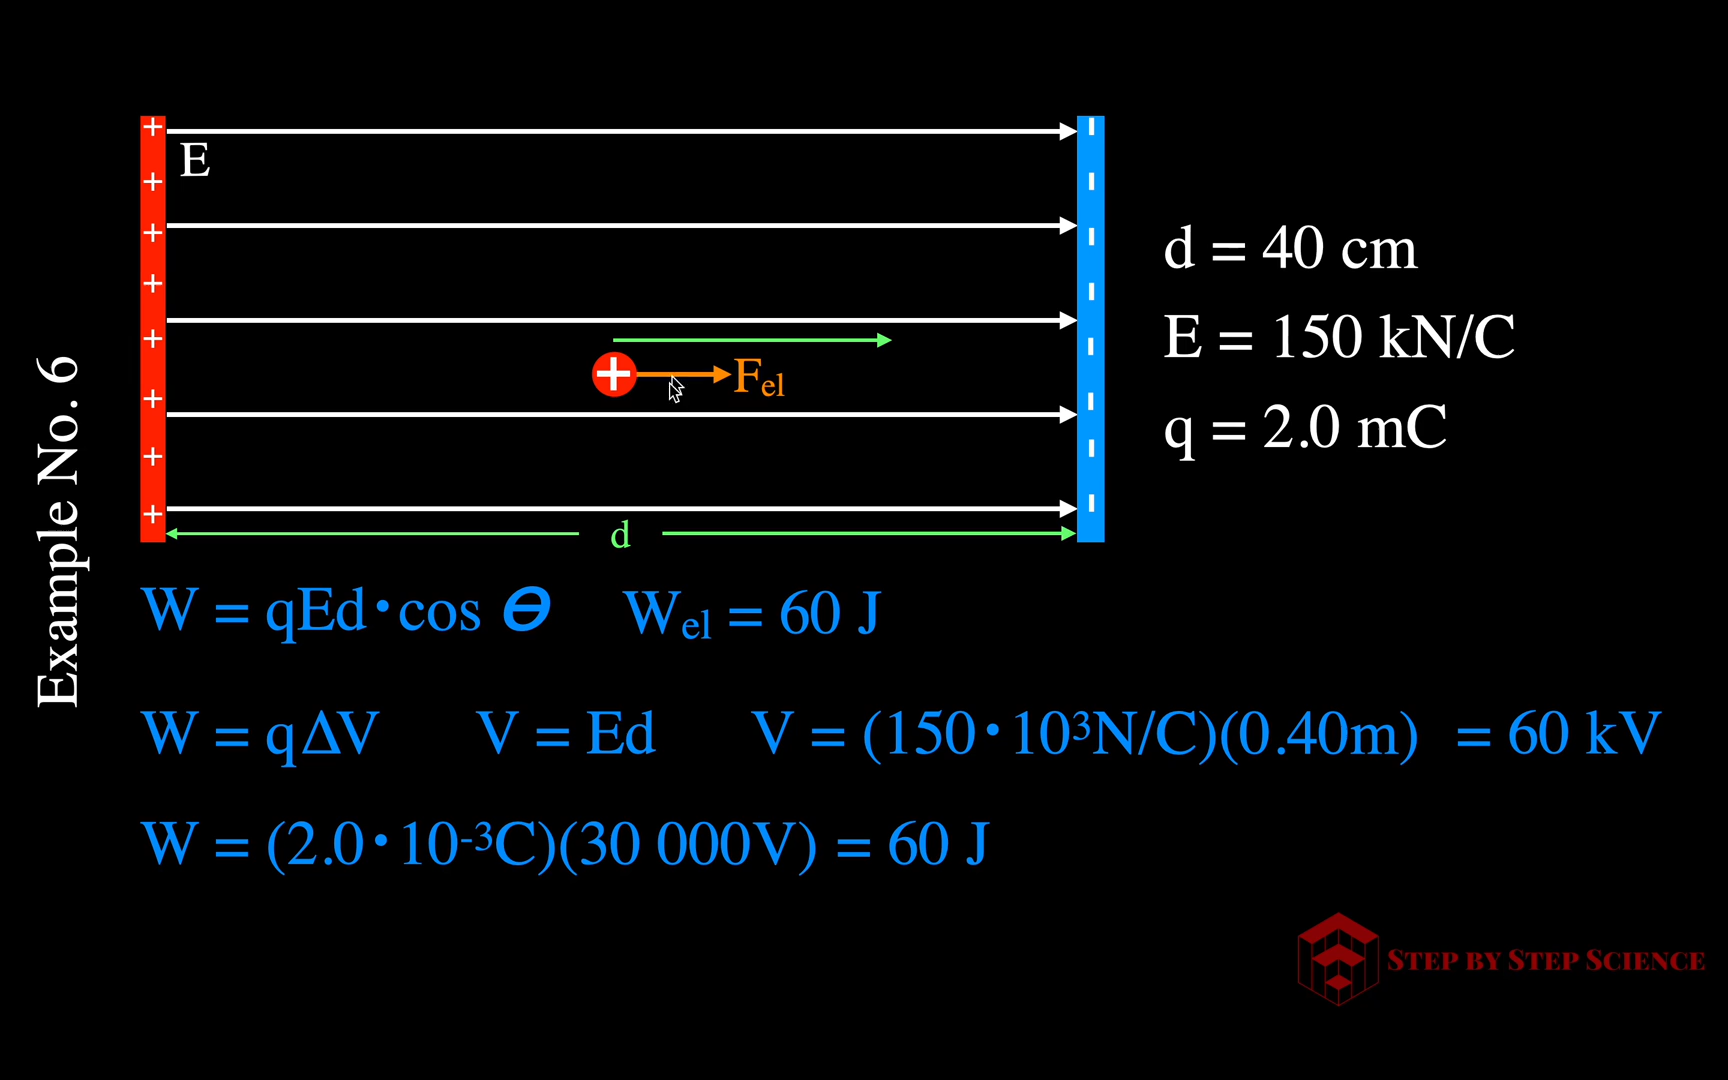 Example No. 6
E
Fel
d
d = 40 cm
E = 150 kN/C
q = 2.0 mC
W = qEd·cos Θ Wel = 60 J
W = qΔV V = Ed V = (150·10³N/C)(0.40m) = 60 kV
W = (2.0·10⁻³C)(30 000V) = 60 J
STEP BY STEP SCIENCE